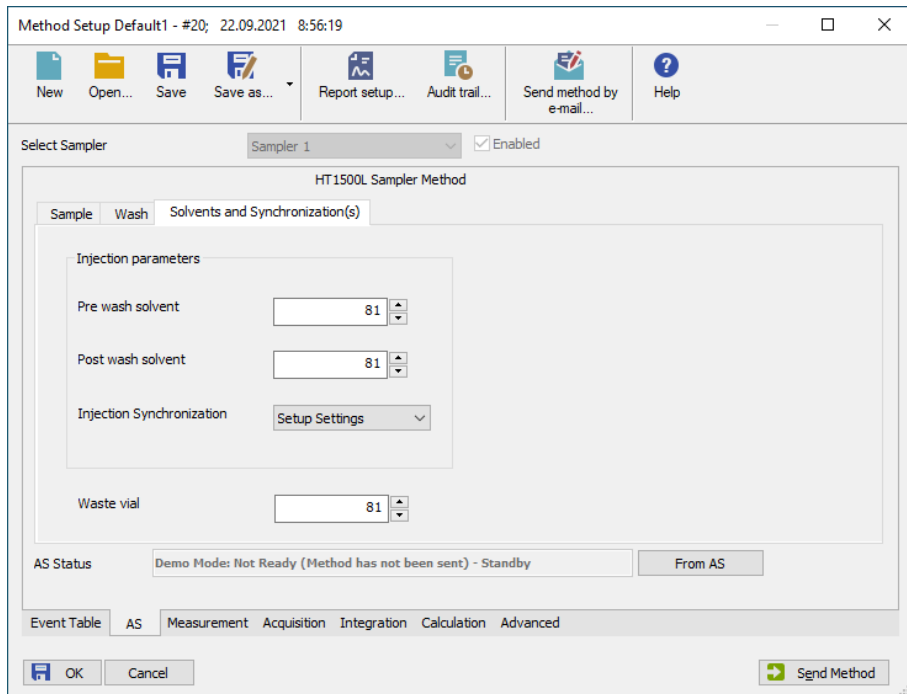 Method Setup Default1 - #20;  22.09.2021  8:56:19
New Open... Save Save as... Report setup... Audit trail... Send method by e-mail... Help
Select Sampler Sampler 1 Enabled
HT1500L Sampler Method
Sample Wash Solvents and Synchronization(s)
Injection parameters
Pre wash solvent 81
Post wash solvent 81
Injection Synchronization Setup Settings
Waste vial 81
AS Status Demo Mode: Not Ready (Method has not been sent) - Standby From AS
Event Table AS Measurement Acquisition Integration Calculation Advanced
OK Cancel Send Method